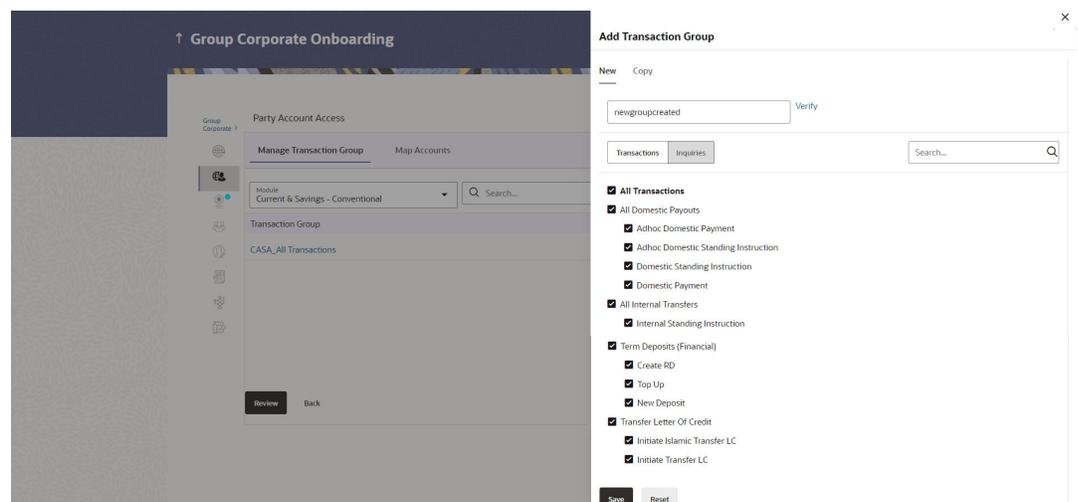 Group Corporate Onboarding
Group
Corporate >
Party Account Access
Manage Transaction Group
Map Accounts
Module
Current & Savings - Conventional
Search...
Transaction Group
CASA_All Transactions
Review
Back
Add Transaction Group
New
Copy
newgroupcreated
Verify
Transactions
Inquiries
Search...
All Transactions
All Domestic Payouts
Adhoc Domestic Payment
Adhoc Domestic Standing Instruction
Domestic Standing Instruction
Domestic Payment
All Internal Transfers
Internal Standing Instruction
Term Deposits (Financial)
Create RD
Top Up
New Deposit
Transfer Letter Of Credit
Initiate Islamic Transfer LC
Initiate Transfer LC
Save
Reset